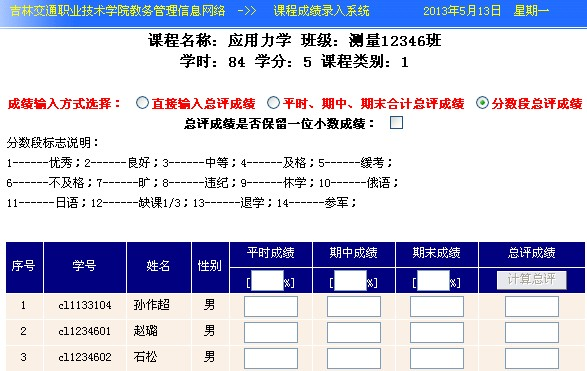 吉林交通职业技术学院教务管理信息网络 ->> 课程成绩录入系统 2013年5月13日 星期一
课程名称：应用力学 班级：测量12346班
学时：84 学分：5 课程类别：1
成绩输入方式选择： 直接输入总评成绩 平时、期中、期末合计总评成绩 分数段总评成绩
总评成绩是否保留一位小数成绩：
分数段标志说明：
1------优秀；2------良好；3------中等；4------及格；5------缓考；
6------不及格；7------旷；8------违纪；9------休学；10------俄语；
11------日语；12------缺课1/3；13------退学；14------参军；
序号 学号 姓名 性别 平时成绩 期中成绩 期末成绩 总评成绩
[ %] [ %] [ %] 计算总评
1 cl1133104 孙作超 男
2 cl1234601 赵璐 男
3 cl1234602 石松 男